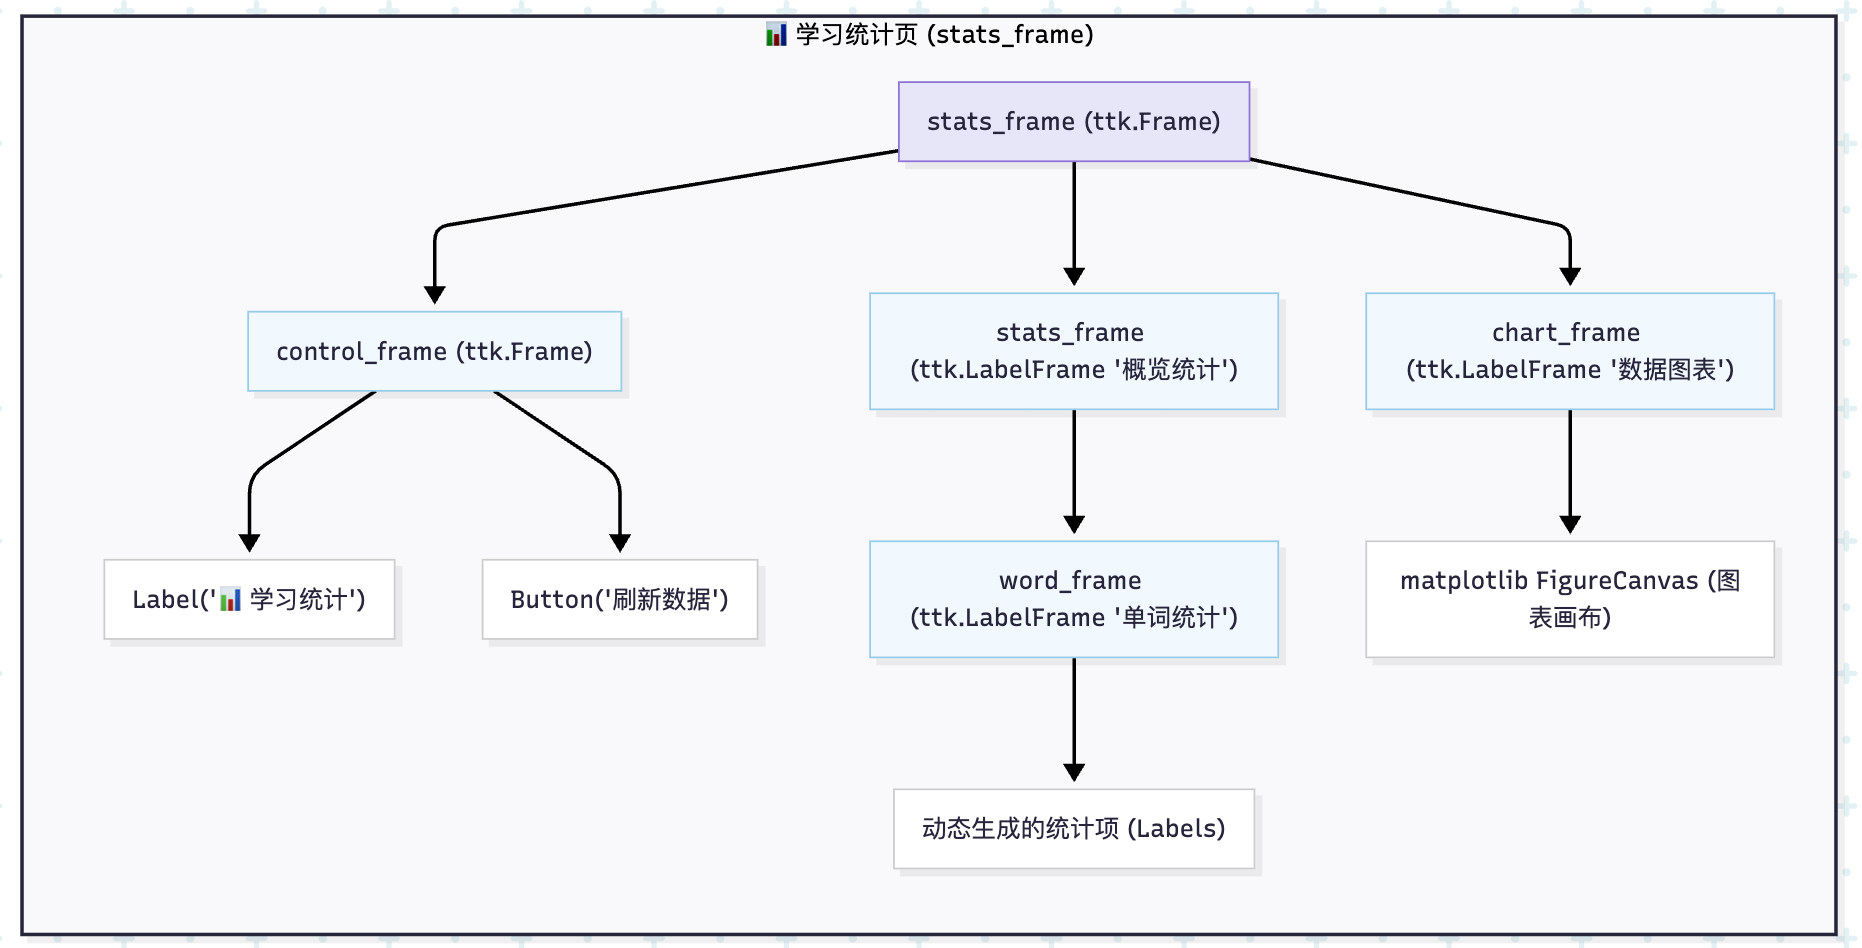 📊 学习统计页 (stats_frame)
stats_frame (ttk.Frame)
control_frame (ttk.Frame)
stats_frame
(ttk.LabelFrame '概览统计')
chart_frame
(ttk.LabelFrame '数据图表')
Label('📊 学习统计')
Button('刷新数据')
word_frame
(ttk.LabelFrame '单词统计')
matplotlib FigureCanvas (图
表画布)
动态生成的统计项 (Labels)